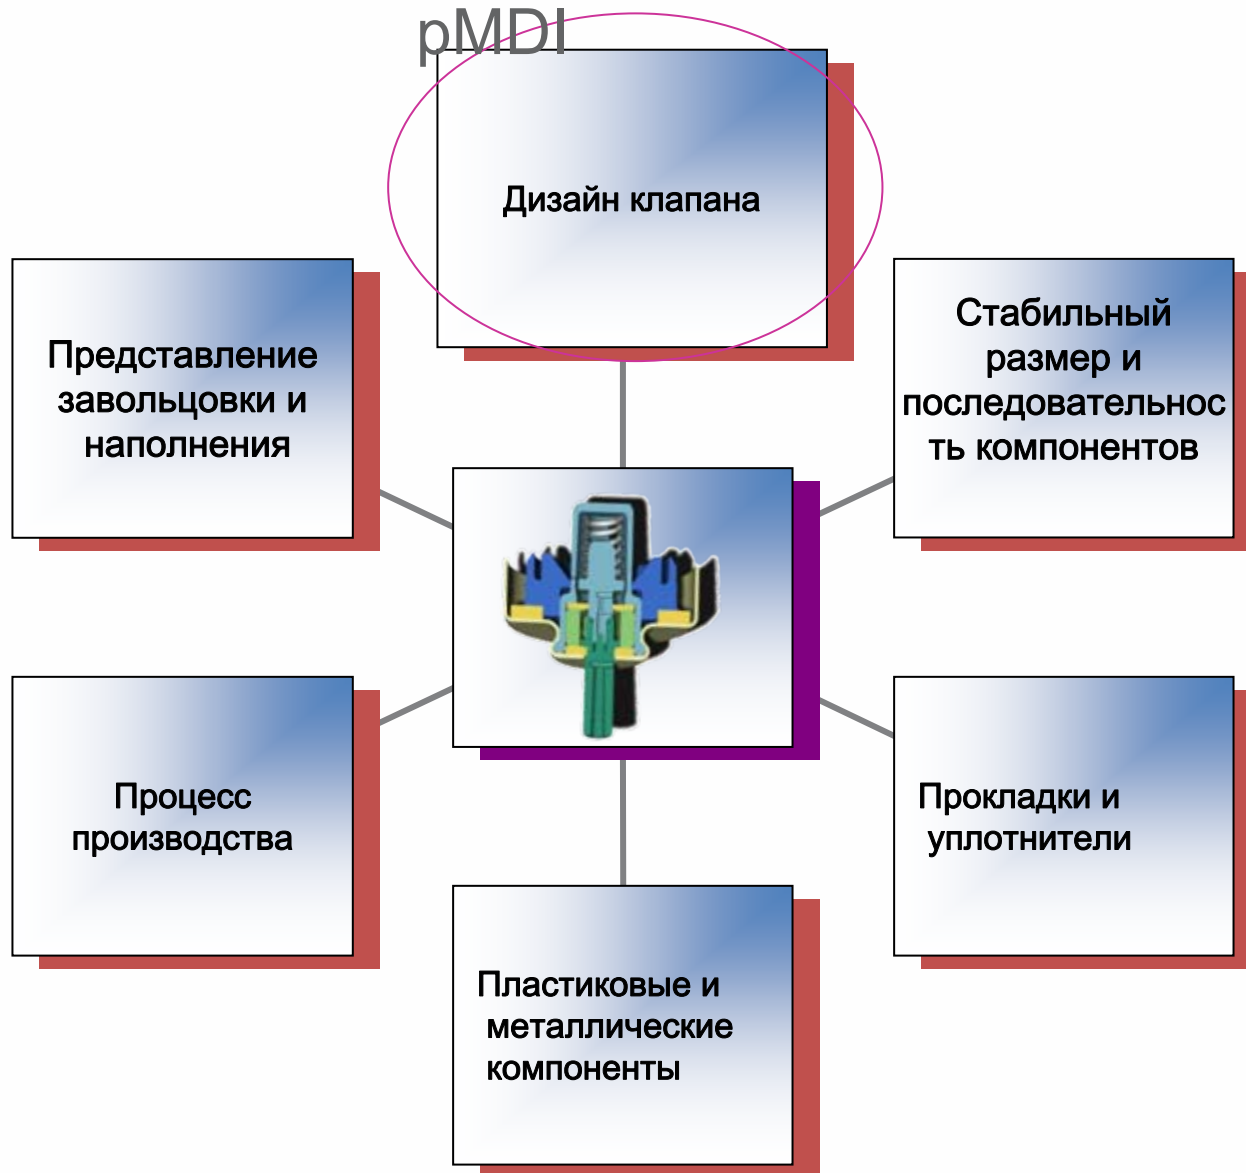 pMDI
Дизайн клапана
Представление
завольцовки и
наполнения
Стабильный
размер и
последовательнос
ть компонентов
Процесс
производства
Прокладки и
уплотнители
Пластиковые и
металлические
компоненты